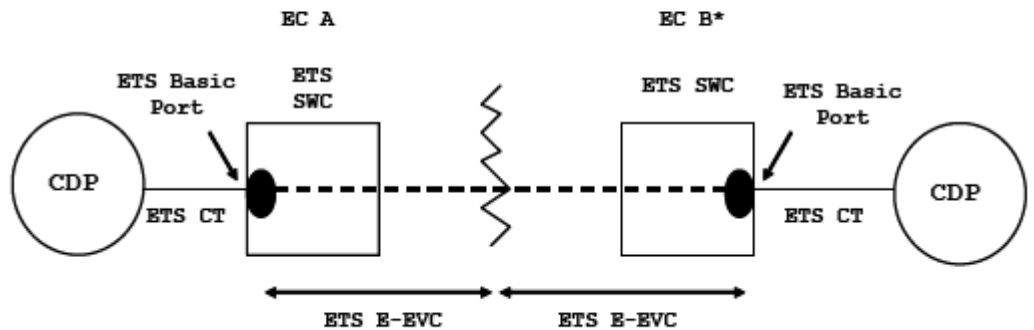 EC A
EC B*
ETS Basic
Port
ETS
SWC
ETS SWC
ETS Basic
Port
CDP
CDP
ETS CT
ETS CT
ETS E-EVC
ETS E-EVC